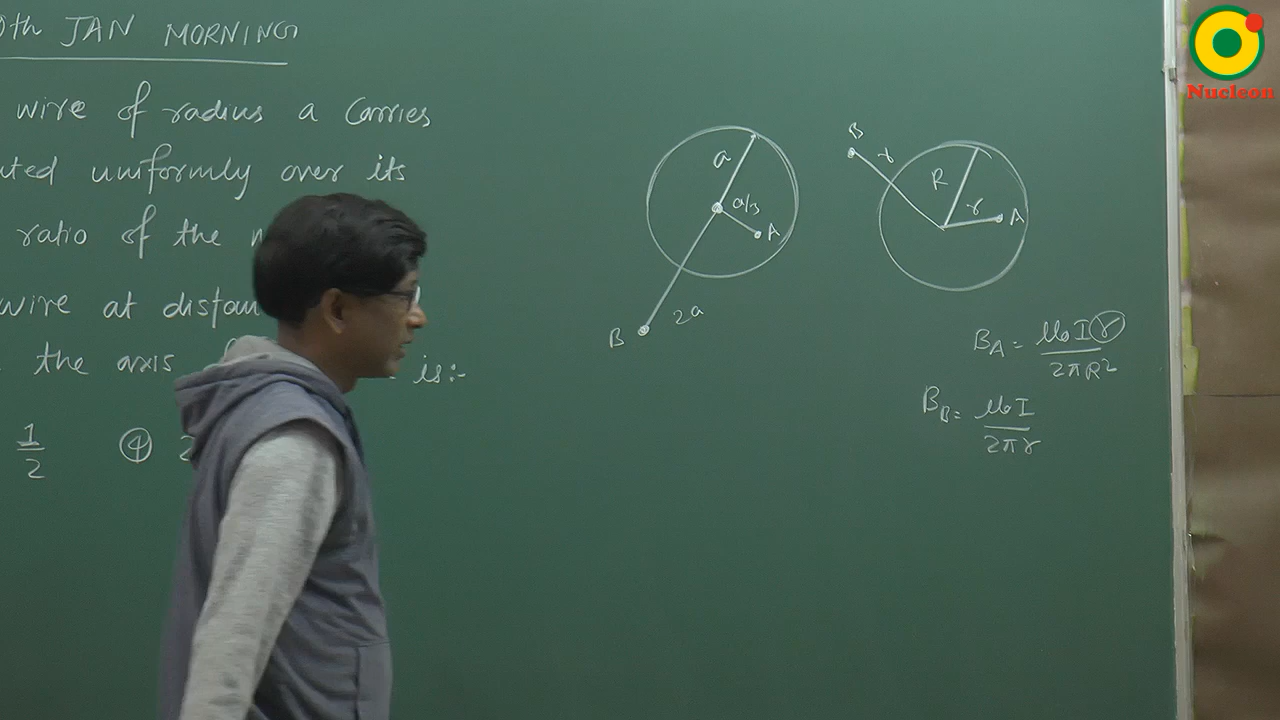 0th JAN MORNING
wire of radius a carries
uted uniformly over its
ratio of the
wire at distan
the axis is:-
1/2 ④ 2
a
a/3
A
2a
B
B
r
R
r
A
B_A = μ₀Ir/2πR²
B_B = μ₀I/2πr
Nucleon